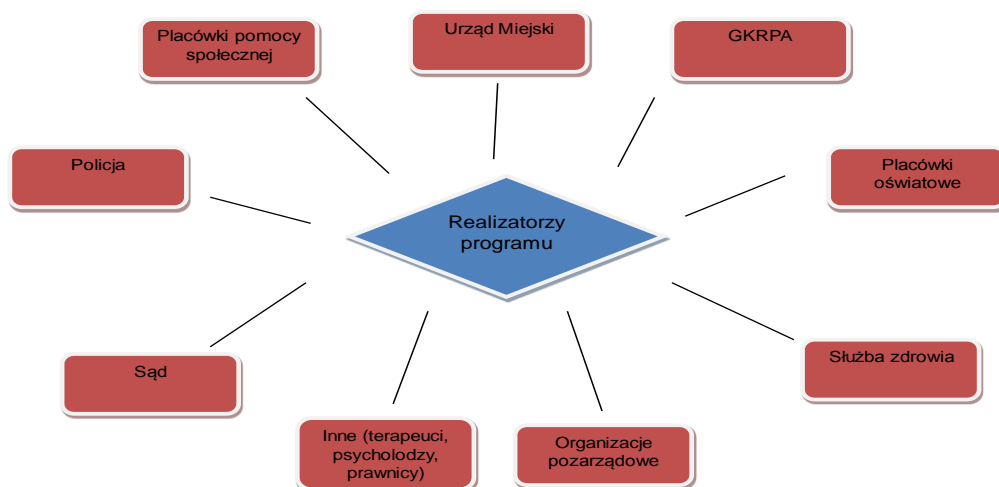 Placówki pomocy
społecznej
Urząd Miejski
GKRPA
Policja
Placówki
oświatowe
Realizatorzy
programu
Sąd
Służba zdrowia
Inne (terapeuci,
psycholodzy,
prawnicy)
Organizacje
pozarządowe